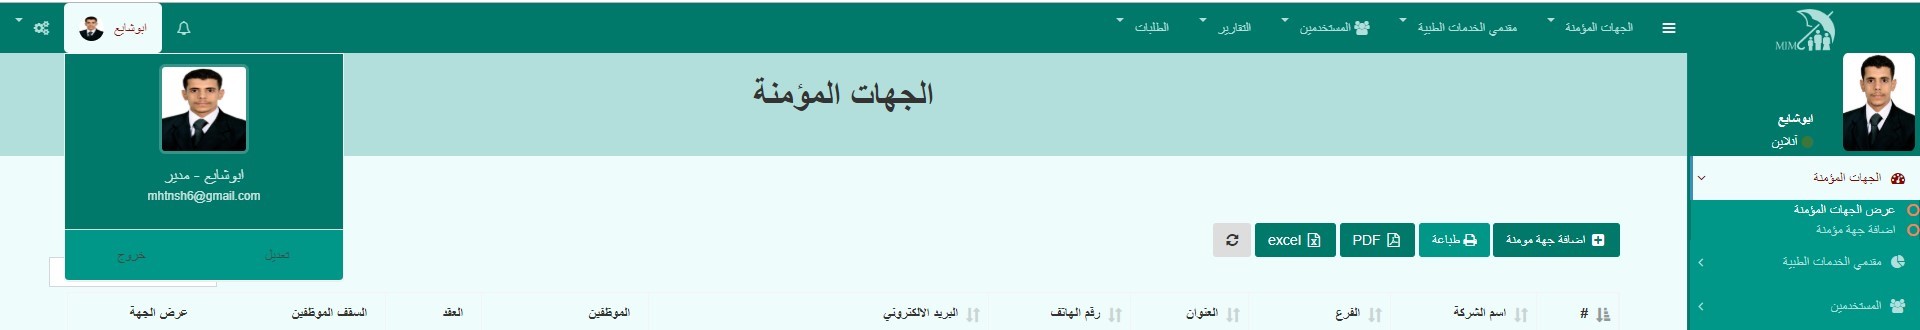 MIMC
الجهات المؤمنة
مقدمي الخدمات الطبية
المستخدمين
التقارير
الطلبات
ابوشايع
ابوشايع
آنلاين
الجهات المؤمنة
عرض الجهات المؤمنة
اضافة جهة مؤمنة
مقدمي الخدمات الطبية
المستخدمين
الجهات المؤمنة
ابوشايع - مدير
mhtnsh6@gmail.com
تعديل
خروج
اضافة جهة مومنة
طباعة
PDF
excel
# اسم الشركة الفرع العنوان رقم الهاتف البريد الالكتروني الموظفين العقد السقف الموظفين عرض الجهة